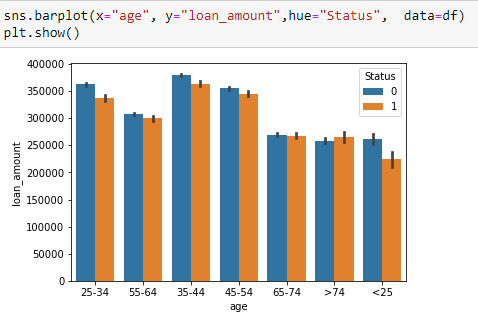 sns.barplot(x="age", y="loan_amount",hue="Status",  data=df)
plt.show()
400000
350000
300000
250000
200000
150000
100000
50000
0
loan_amount
Status
0
1
25-34 55-64 35-44 45-54 65-74 >74 <25
age